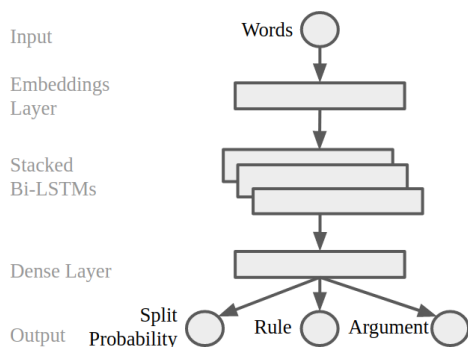 Input
Words
Embeddings
Layer
Stacked
Bi-LSTMs
Dense Layer
Output
Split
Probability
Rule
Argument